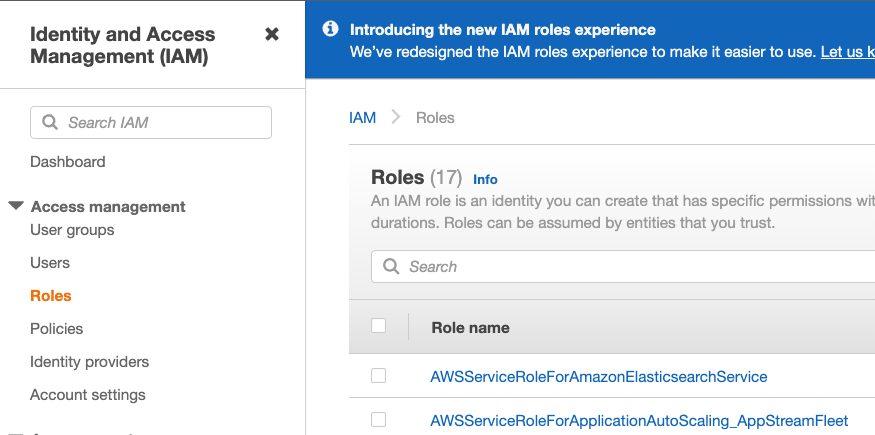 Identity and Access
Management (IAM)
Search IAM
Dashboard
Access management
User groups
Users
Roles
Policies
Identity providers
Account settings
Introducing the new IAM roles experience
We've redesigned the IAM roles experience to make it easier to use. Let us
IAM
Roles
Roles (17) Info
An IAM role is an identity you can create that has specific permissions
durations. Roles can be assumed by entities that you trust.
Search
Role name
AWSServiceRoleForAmazonElasticsearchService
AWSServiceRoleForApplicationAutoScaling_AppStreamFleet